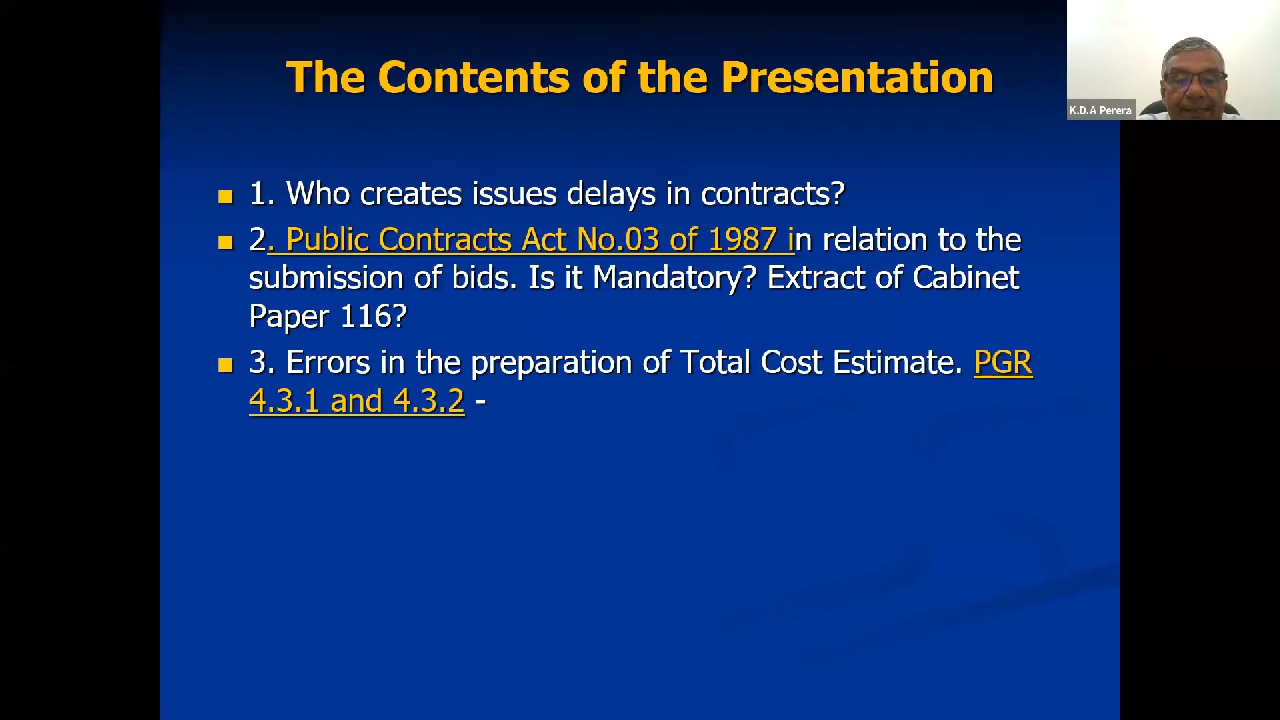 The Contents of the Presentation
K.D.A Perera
1. Who creates issues delays in contracts?
2. Public Contracts Act No.03 of 1987 in relation to the
submission of bids. Is it Mandatory? Extract of Cabinet
Paper 116?
3. Errors in the preparation of Total Cost Estimate. PGR
4.3.1 and 4.3.2 -